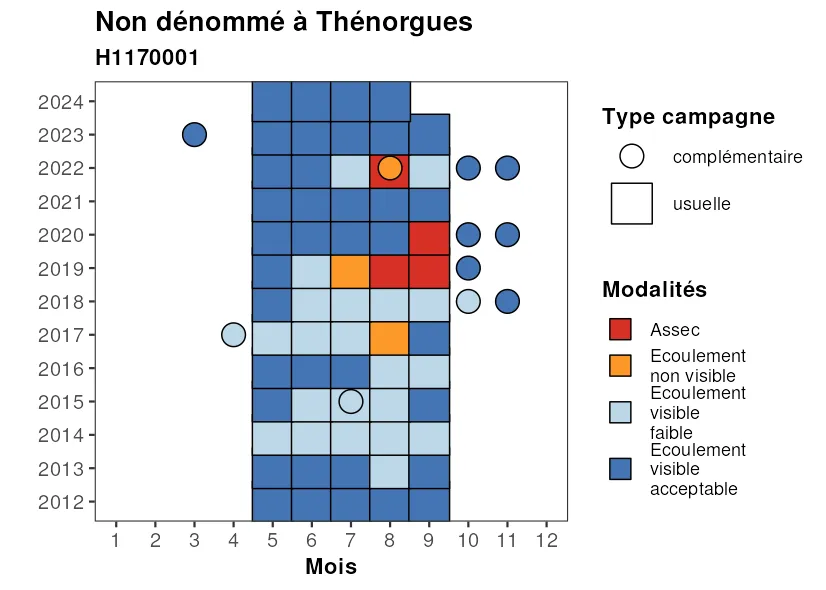 Non dénommé à Thénorgues
H1170001
2024
2023
2022
2021
2020
2019
2018
2017
2016
2015
2014
2013
2012
1 2 3 4 5 6 7 8 9 10 11 12
Mois
Type campagne
complémentaire
usuelle
Modalités
Assec
Ecoulement
non visible
Ecoulement
visible
faible
Ecoulement
visible
acceptable